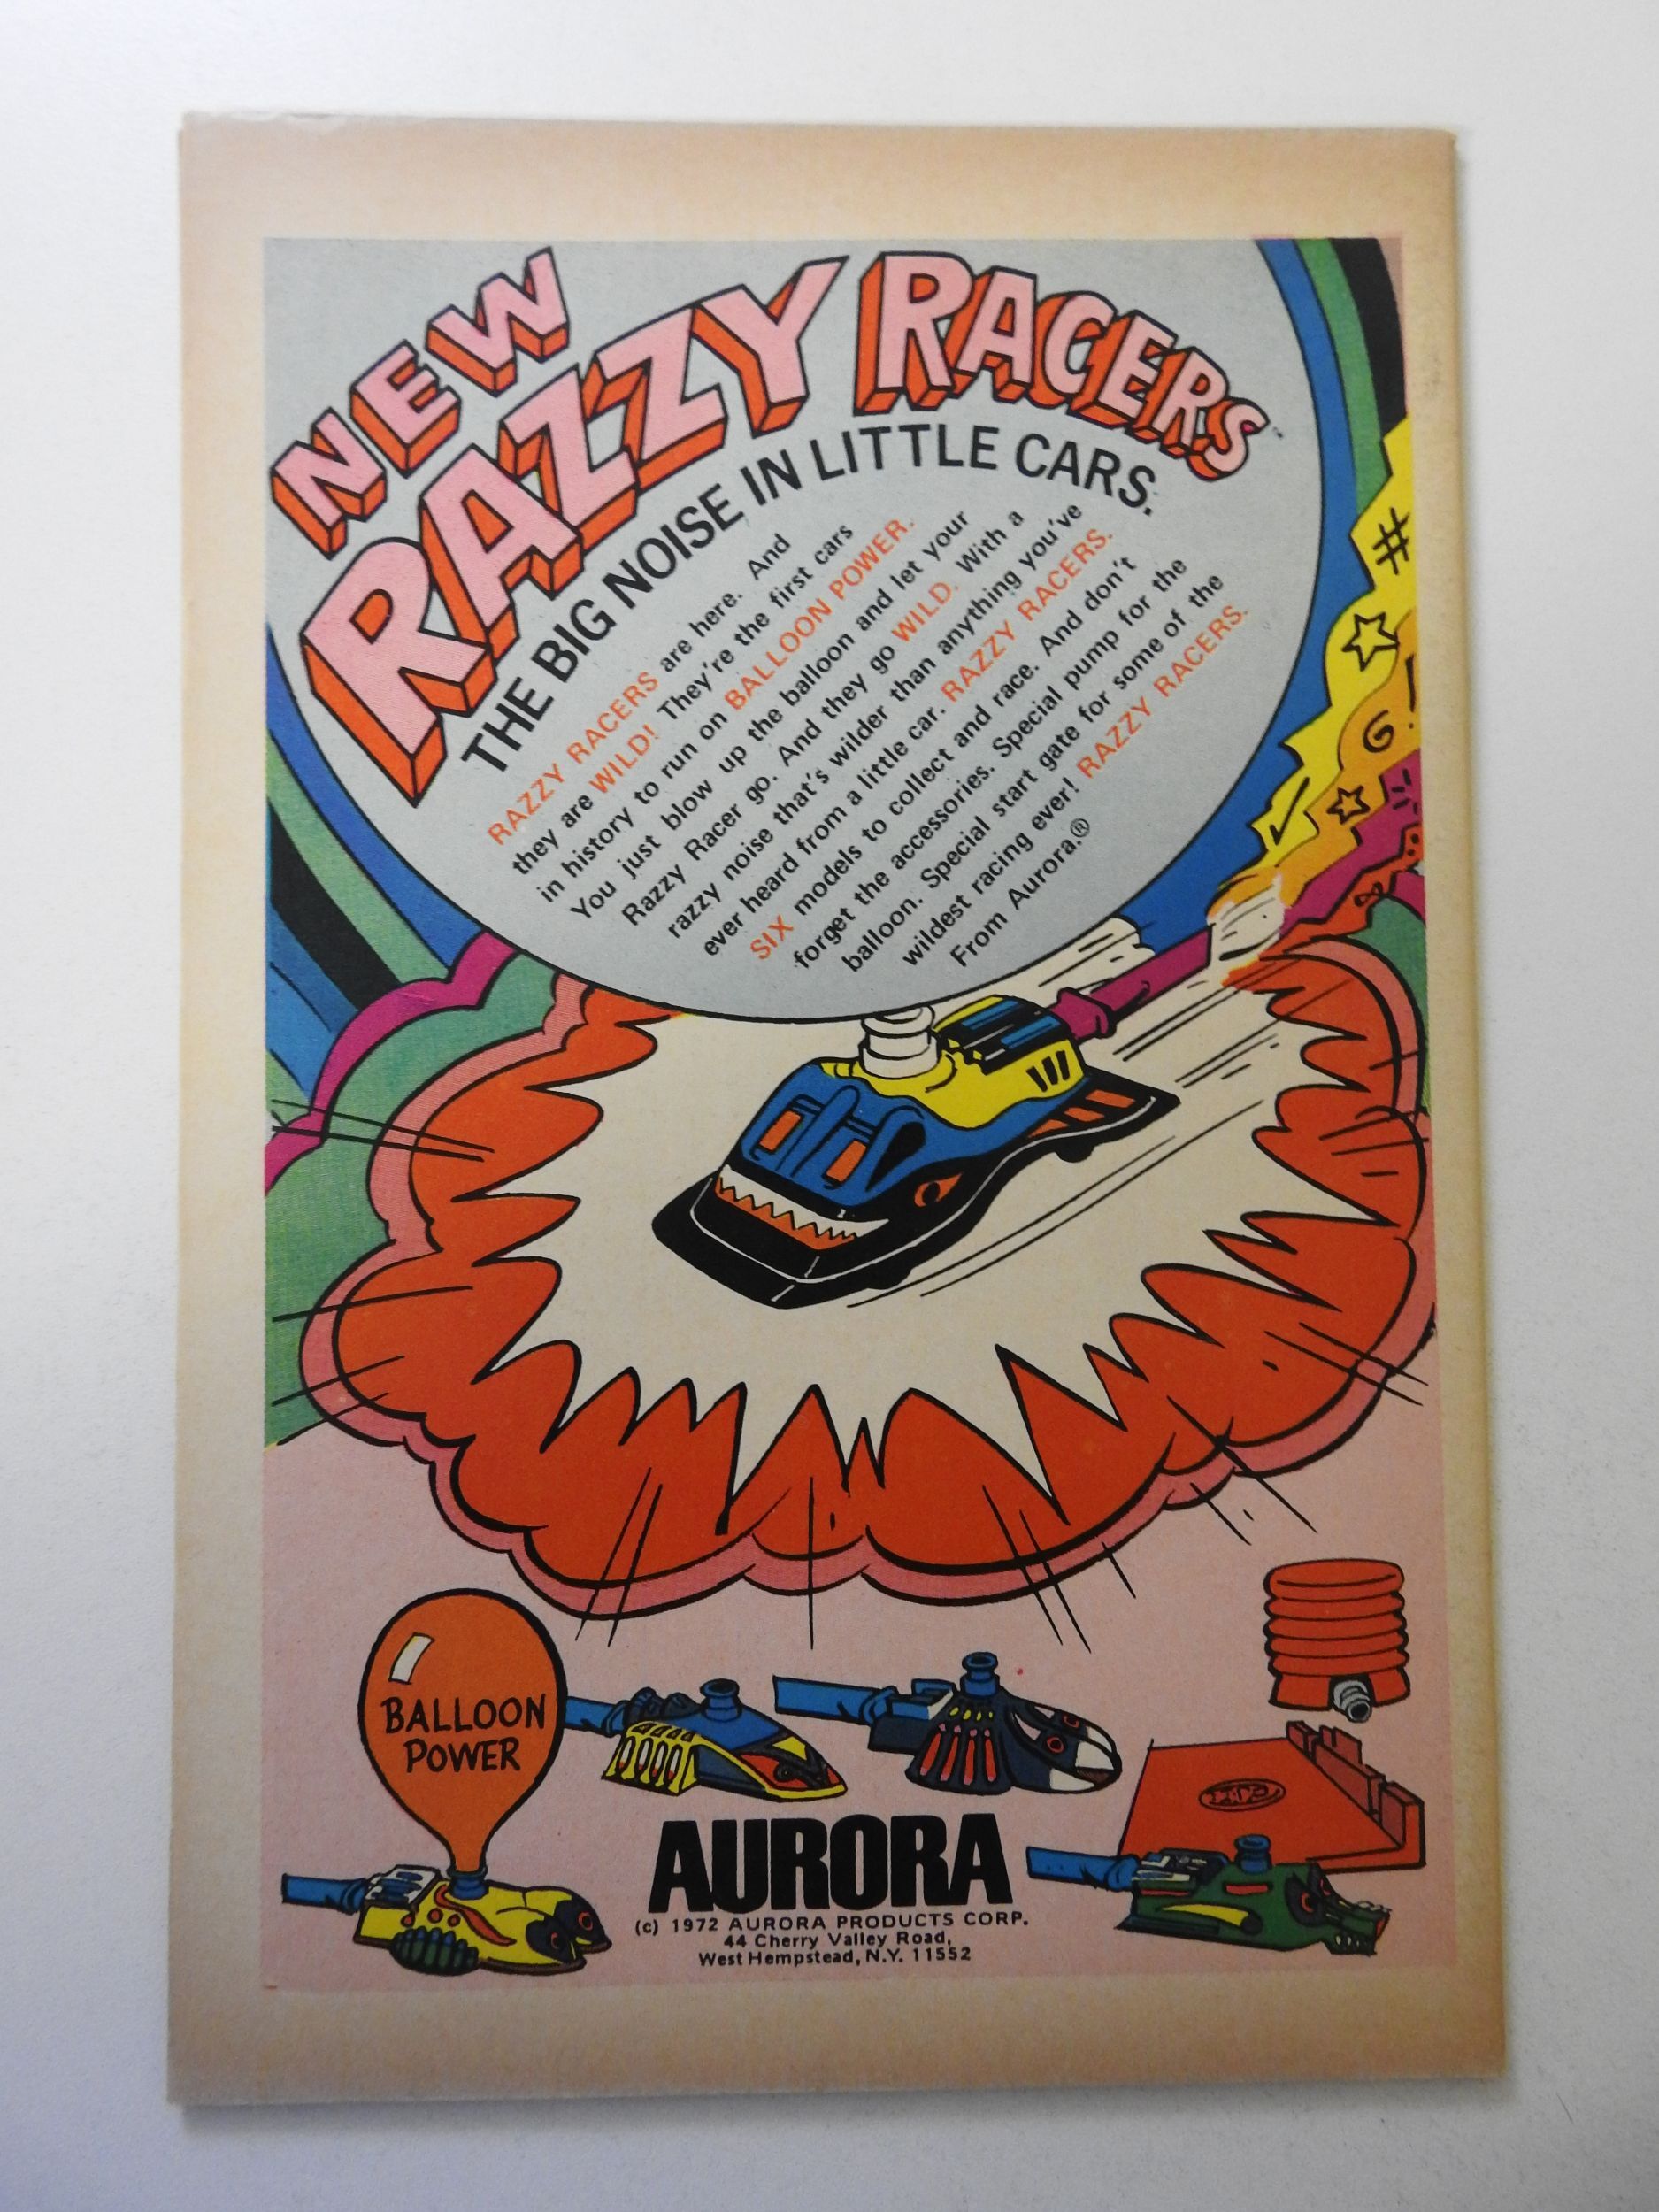 NEW
RAZZY RACERS
THE BIG NOISE IN LITTLE CARS.
RAZZY RACERS are here. And
they are WILD! They're the first cars
in history to run on BALLOON POWER.
You just blow up the balloon and let your
Razzy Racer go. And they go WILD. With a
razzy noise that's wilder than anything you've
ever heard from a little car. RAZZY RACERS.
SIX models to collect and race. And don't
forget the accessories. Special pump for the
balloon. Special start gate for some of the
wildest racing ever! RAZZY RACERS.
From Aurora.®
#
G!
BALLOON
POWER
AURORA
(c) 1972 AURORA PRODUCTS CORP.
44 Cherry Valley Road,
West Hempstead, N.Y. 11552